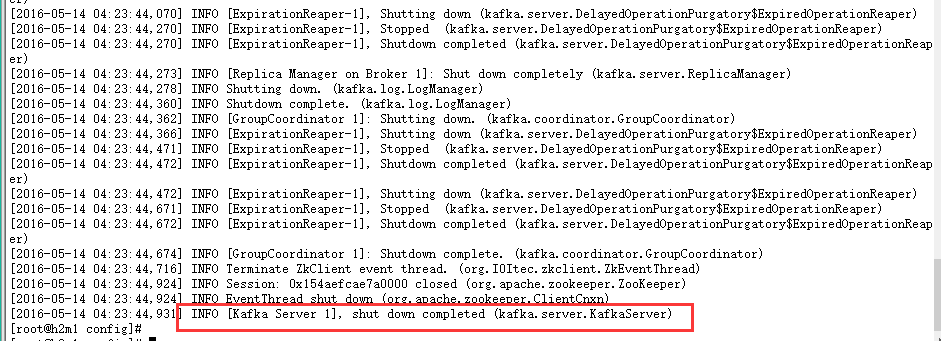 er)
[2016-05-14 04:23:44,070] INFO [ExpirationReaper-1], Shutting down (kafka.server.DelayedOperationPurgatory$ExpiredOperationReaper)
[2016-05-14 04:23:44,270] INFO [ExpirationReaper-1], Stopped  (kafka.server.DelayedOperationPurgatory$ExpiredOperationReaper)
[2016-05-14 04:23:44,270] INFO [ExpirationReaper-1], Shutdown completed (kafka.server.DelayedOperationPurgatory$ExpiredOperationReap
er)
[2016-05-14 04:23:44,273] INFO [Replica Manager on Broker 1]: Shut down completely (kafka.server.ReplicaManager)
[2016-05-14 04:23:44,278] INFO Shutting down. (kafka.log.LogManager)
[2016-05-14 04:23:44,360] INFO Shutdown complete. (kafka.log.LogManager)
[2016-05-14 04:23:44,362] INFO [GroupCoordinator 1]: Shutting down. (kafka.coordinator.GroupCoordinator)
[2016-05-14 04:23:44,366] INFO [ExpirationReaper-1], Shutting down (kafka.server.DelayedOperationPurgatory$ExpiredOperationReaper)
[2016-05-14 04:23:44,471] INFO [ExpirationReaper-1], Stopped  (kafka.server.DelayedOperationPurgatory$ExpiredOperationReaper)
[2016-05-14 04:23:44,472] INFO [ExpirationReaper-1], Shutdown completed (kafka.server.DelayedOperationPurgatory$ExpiredOperationReap
er)
[2016-05-14 04:23:44,472] INFO [ExpirationReaper-1], Shutting down (kafka.server.DelayedOperationPurgatory$ExpiredOperationReaper)
[2016-05-14 04:23:44,671] INFO [ExpirationReaper-1], Stopped  (kafka.server.DelayedOperationPurgatory$ExpiredOperationReaper)
[2016-05-14 04:23:44,672] INFO [ExpirationReaper-1], Shutdown completed (kafka.server.DelayedOperationPurgatory$ExpiredOperationReap
er)
[2016-05-14 04:23:44,674] INFO [GroupCoordinator 1]: Shutdown complete. (kafka.coordinator.GroupCoordinator)
[2016-05-14 04:23:44,716] INFO Terminate ZkClient event thread. (org.I0Itec.zkclient.ZkEventThread)
[2016-05-14 04:23:44,924] INFO Session: 0x154aefcae7a0000 closed (org.apache.zookeeper.ZooKeeper)
[2016-05-14 04:23:44,924] INFO EventThread shut down (org.apache.zookeeper.ClientCnxn)
[2016-05-14 04:23:44,931] INFO [Kafka Server 1], shut down completed (kafka.server.KafkaServer)
[root@h2m1 config]#